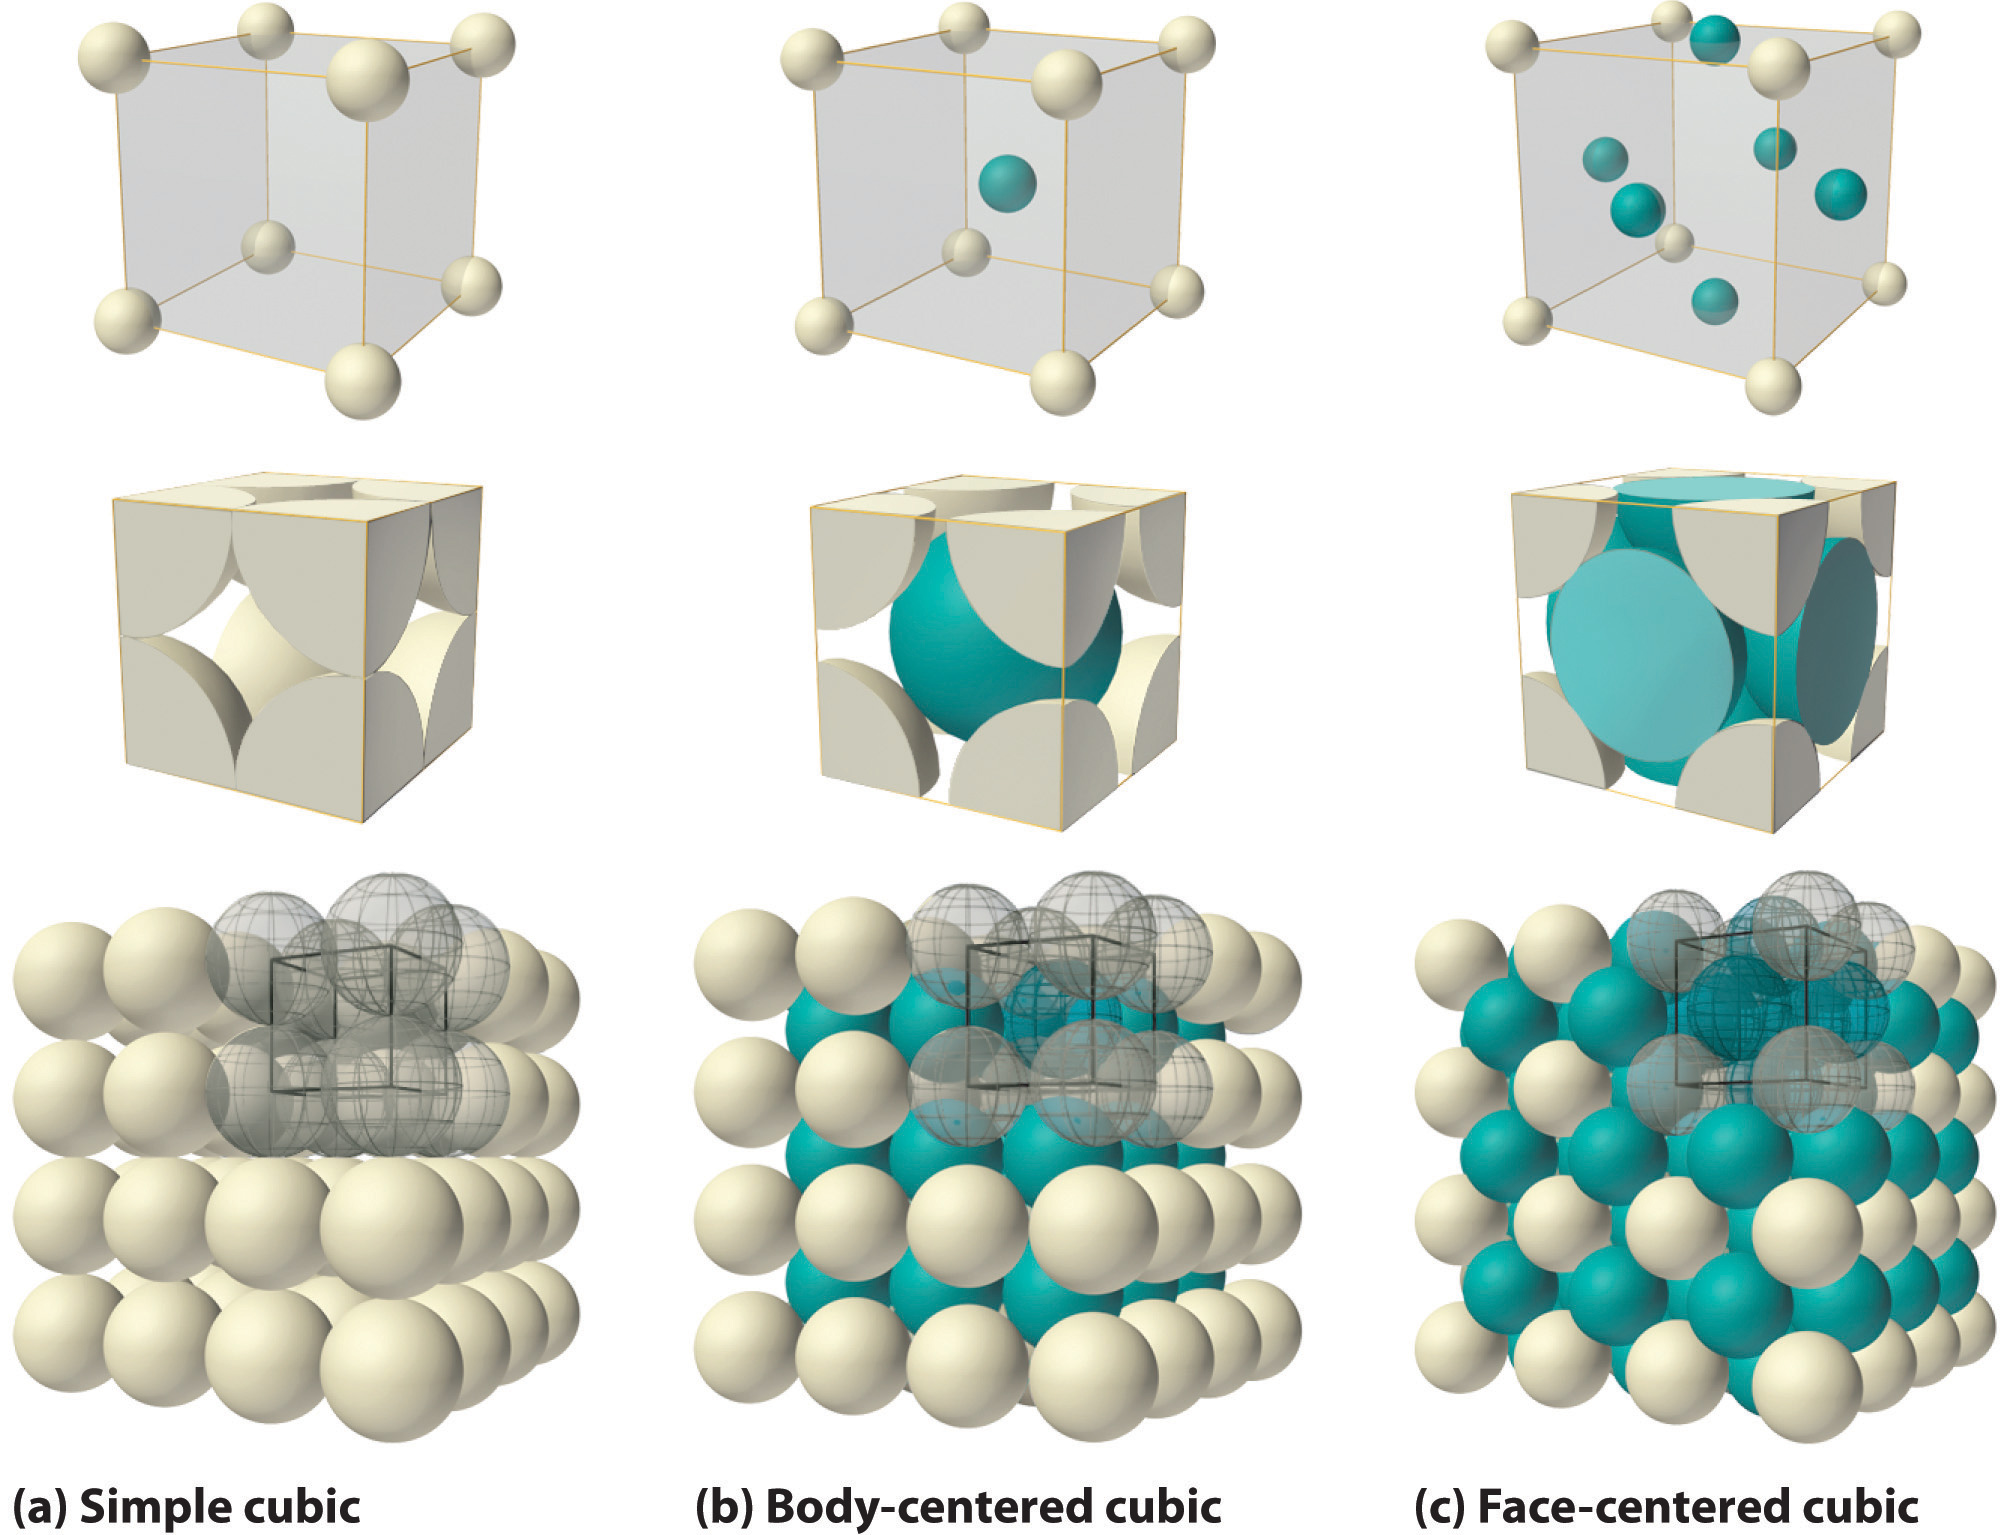 (a) Simple cubic
(b) Body-centered cubic
(c) Face-centered cubic